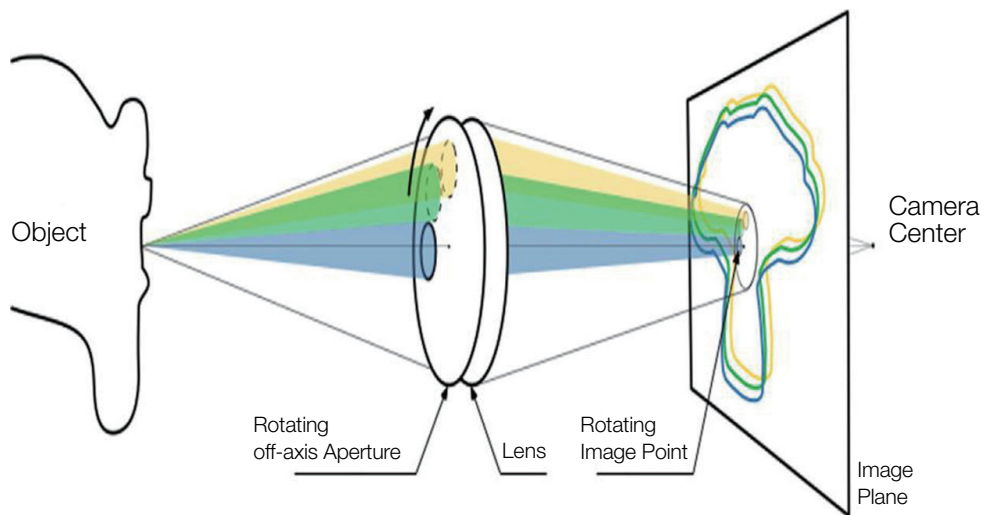 Object
Camera
Center
Rotating
off-axis Aperture
Lens
Rotating
Image Point
Image
Plane